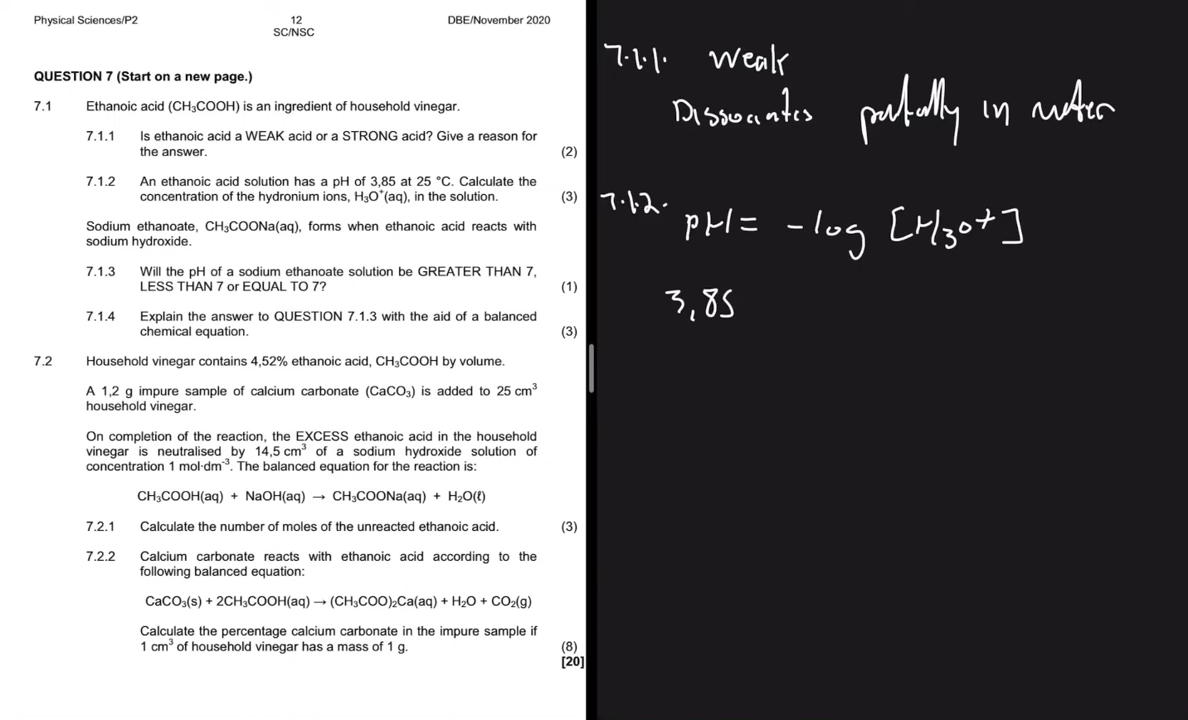 Physical Sciences/P2 12 DBE/November 2020
SC/NSC
QUESTION 7 (Start on a new page.)
7.1 Ethanoic acid (CH₃COOH) is an ingredient of household vinegar.
7.1.1 Is ethanoic acid a WEAK acid or a STRONG acid? Give a reason for
the answer. (2)
7.1.2 An ethanoic acid solution has a pH of 3,85 at 25 °C. Calculate the
concentration of the hydronium ions, H₃O⁺(aq), in the solution. (3)
Sodium ethanoate, CH₃COONa(aq), forms when ethanoic acid reacts with
sodium hydroxide.
7.1.3 Will the pH of a sodium ethanoate solution be GREATER THAN 7,
LESS THAN 7 or EQUAL TO 7? (1)
7.1.4 Explain the answer to QUESTION 7.1.3 with the aid of a balanced
chemical equation. (3)
7.2 Household vinegar contains 4,52% ethanoic acid, CH₃COOH by volume.
A 1,2 g impure sample of calcium carbonate (CaCO₃) is added to 25 cm³
household vinegar.
On completion of the reaction, the EXCESS ethanoic acid in the household
vinegar is neutralised by 14,5 cm³ of a sodium hydroxide solution of
concentration 1 mol·dm⁻³. The balanced equation for the reaction is:
CH₃COOH(aq) + NaOH(aq) → CH₃COONa(aq) + H₂O(ℓ)
7.2.1 Calculate the number of moles of the unreacted ethanoic acid. (3)
7.2.2 Calcium carbonate reacts with ethanoic acid according to the
following balanced equation:
CaCO₃(s) + 2CH₃COOH(aq) → (CH₃COO)₂Ca(aq) + H₂O + CO₂(g)
Calculate the percentage calcium carbonate in the impure sample if
1 cm³ of household vinegar has a mass of 1 g. (8)
[20]
7.1.1. Weak
Dissociates partially in water
7.1.2. pH = -log [H₃O+]
3,85